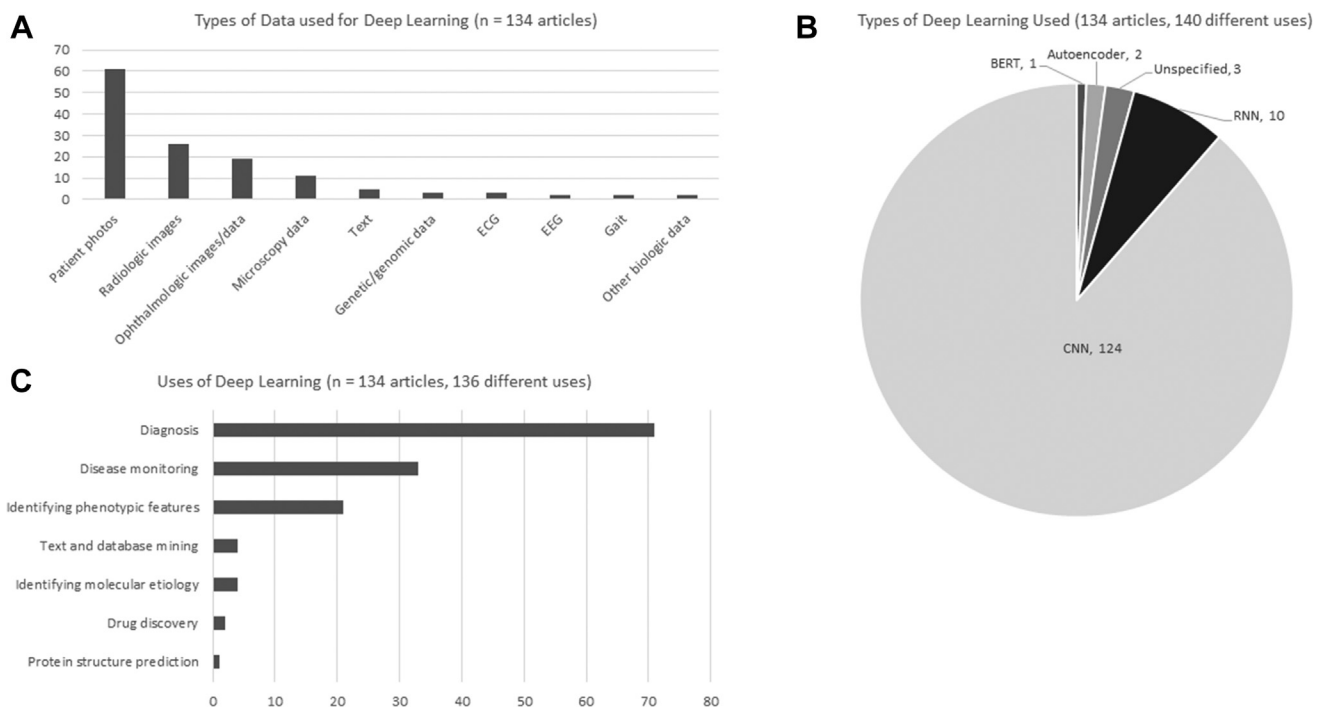 A
Types of Data used for Deep Learning (n = 134 articles)
70
60
50
40
30
20
10
0
Patient photos
Radiologic images
Ophthalmologic images/data
Microscopy data
Text
Genetic/genomic data
ECG
EEG
Gait
Other biologic data
B
Types of Deep Learning Used (134 articles, 140 different uses)
BERT, 1
Autoencoder, 2
Unspecified,3
RNN, 10
CNN, 124
C
Uses of Deep Learning (n = 134 articles, 136 different uses)
Diagnosis
Disease monitoring
Identifying phenotypic features
Text and database mining
Identifying molecular etiology
Drug discovery
Protein structure prediction
0 10 20 30 40 50 60 70 80